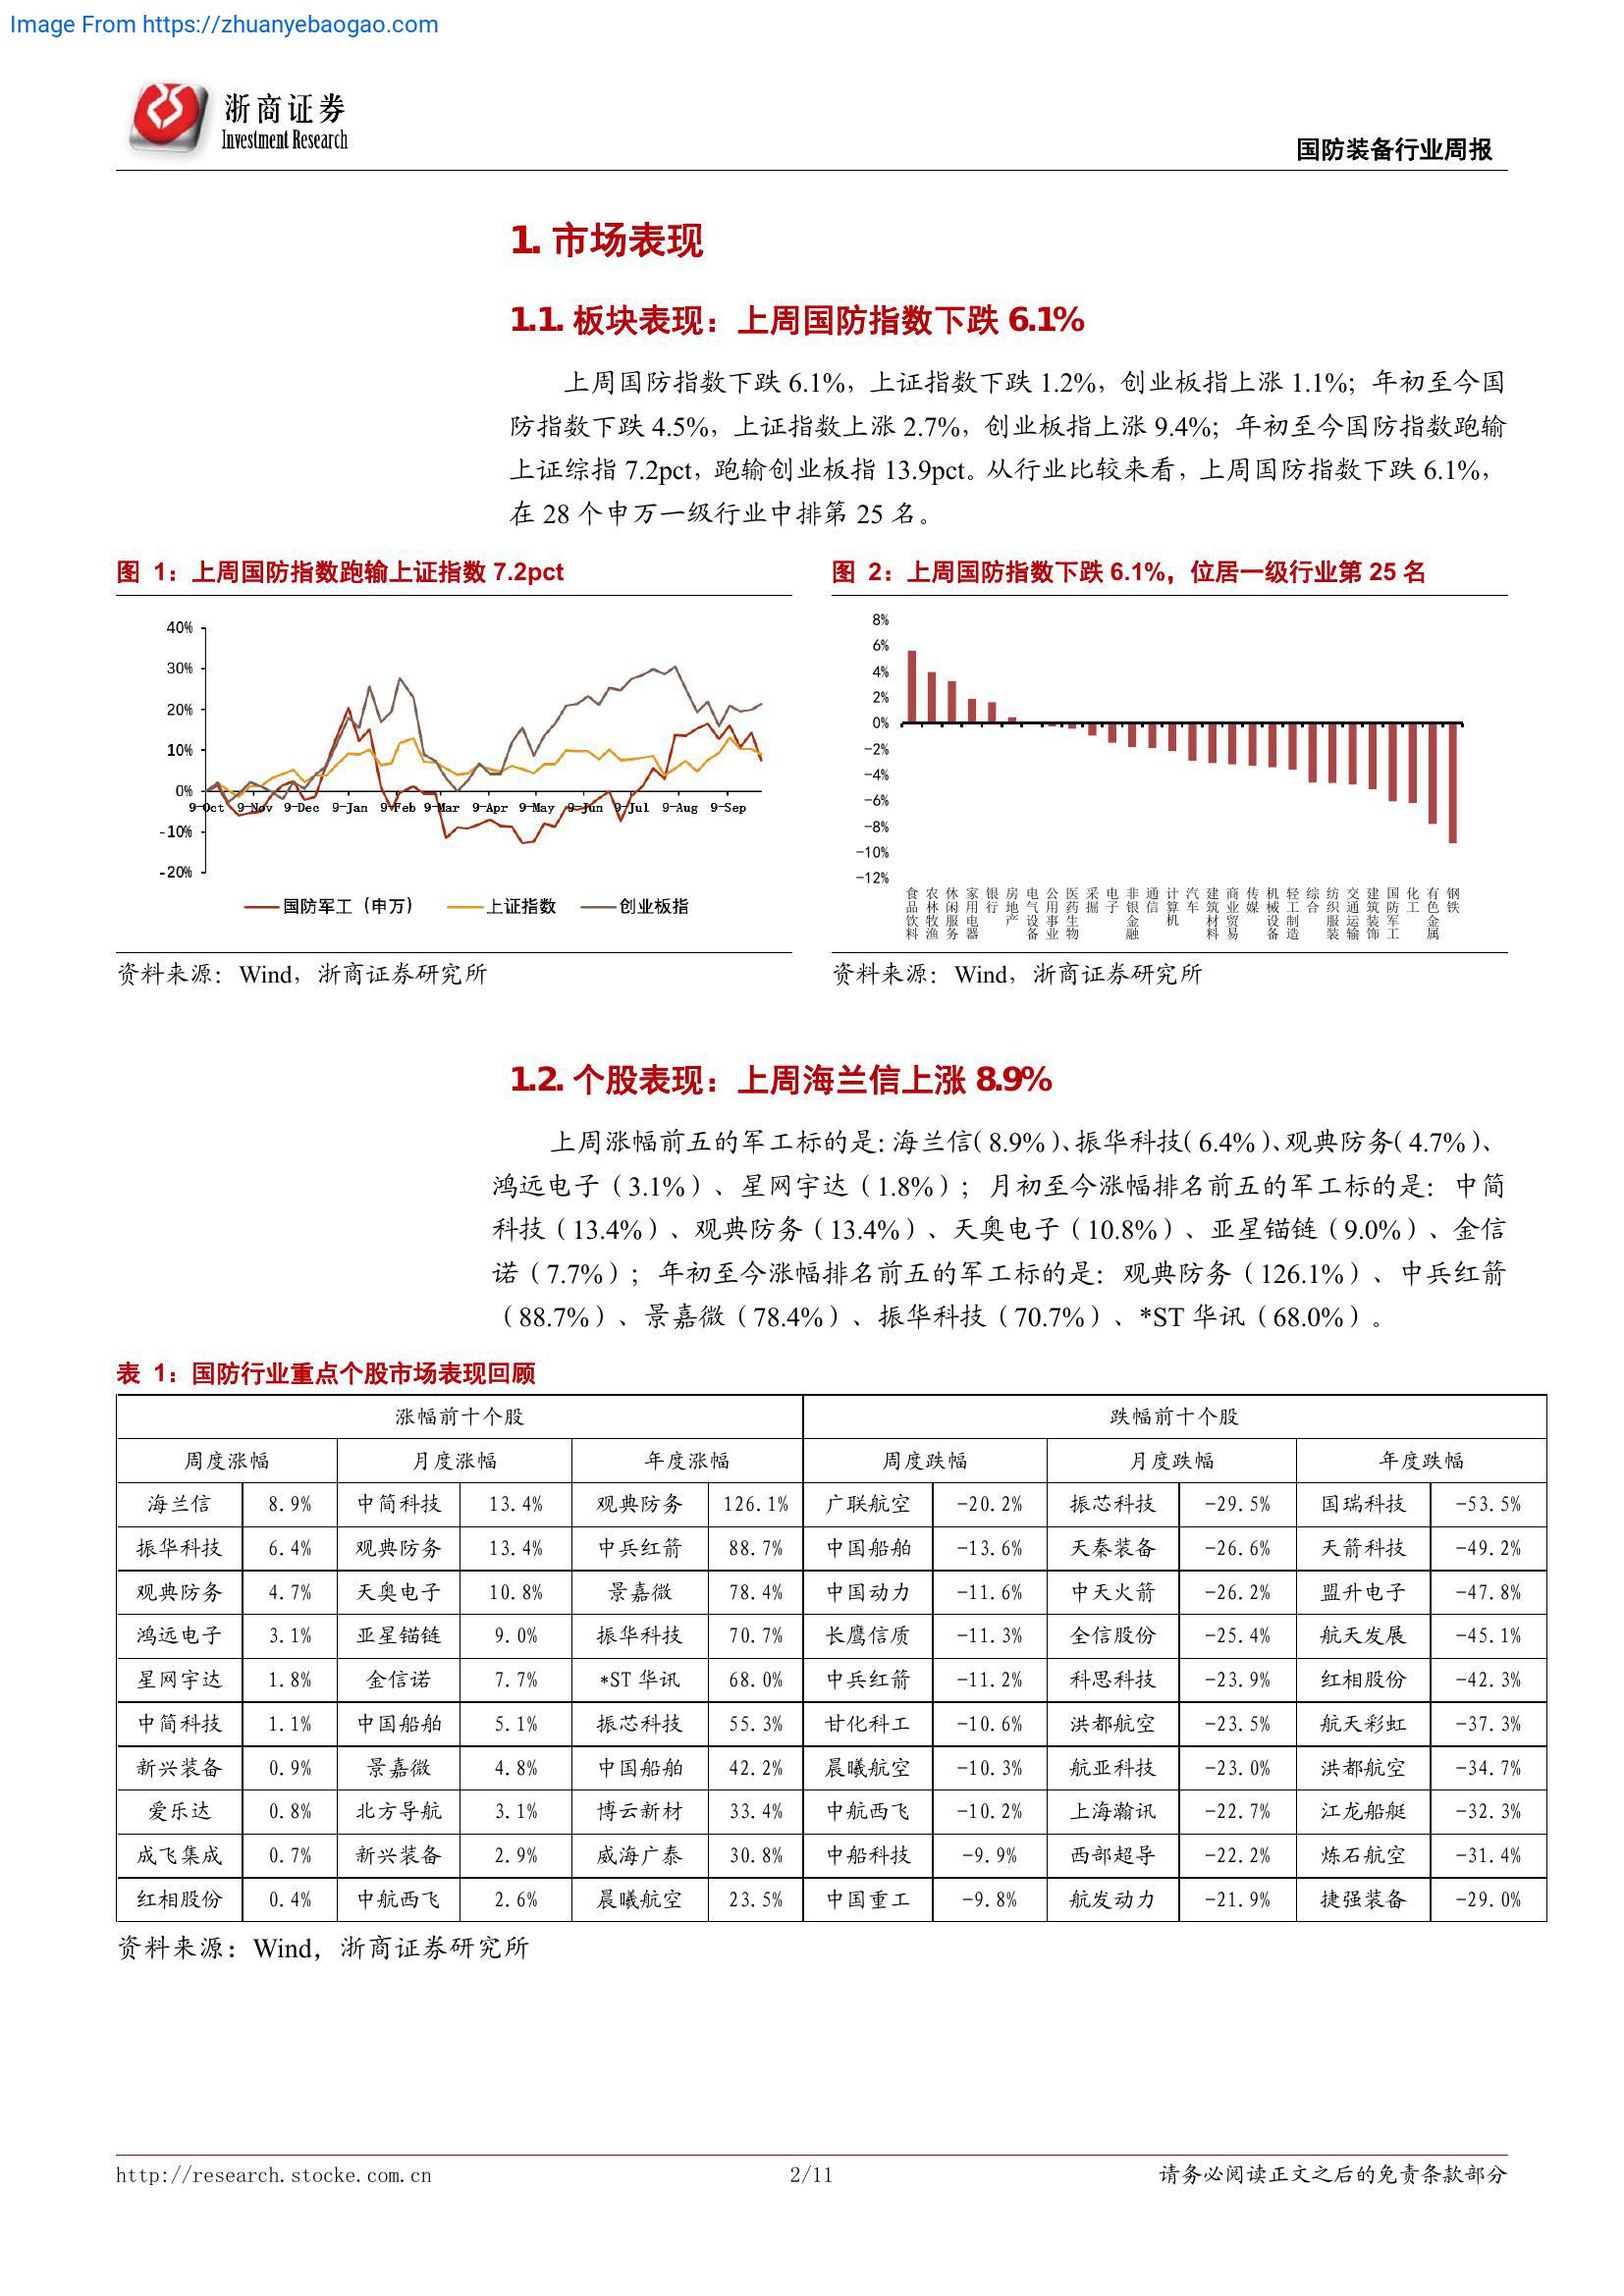 Image From https://zhuanyebaogao.com
浙商证券
Investment Research
国防装备行业周报
1. 市场表现
1.1. 板块表现：上周国防指数下跌 6.1%
上周国防指数下跌 6.1%，上证指数下跌 1.2%，创业板指上涨 1.1%；年初至今国
防指数下跌 4.5%，上证指数上涨 2.7%，创业板指上涨 9.4%；年初至今国防指数跑输
上证综指 7.2pct，跑输创业板指 13.9pct。从行业比较来看，上周国防指数下跌 6.1%，
在 28 个申万一级行业中排第 25 名。
图 1：上周国防指数跑输上证指数 7.2pct
40%
30%
20%
10%
0%
-10%
-20%
9-Oct 9-Nov 9-Dec 9-Jan 9-Feb 9-Mar 9-Apr 9-May 9-Jun 9-Jul 9-Aug 9-Sep
国防军工（申万） 上证指数 创业板指
资料来源：Wind，浙商证券研究所
图 2：上周国防指数下跌 6.1%，位居一级行业第 25 名
8%
6%
4%
2%
0%
-2%
-4%
-6%
-8%
-10%
-12%
食品饮料 农林牧渔 休闲服务 家用电器 银行 房地产 电气设备 公用事业 医药生物 采掘 电子 非银金融 通信 计算机 汽车 建筑材料 商业贸易 传媒 机械设备 轻工制造 综合 纺织服装 交通运输 建筑装饰 国防军工 化工 有色金属 钢铁
资料来源：Wind，浙商证券研究所
1.2. 个股表现：上周海兰信上涨 8.9%
上周涨幅前五的军工标的是：海兰信（8.9%）、振华科技（6.4%）、观典防务（4.7%）、
鸿远电子（3.1%）、星网宇达（1.8%）；月初至今涨幅排名前五的军工标的是：中简
科技（13.4%）、观典防务（13.4%）、天奥电子（10.8%）、亚星锚链（9.0%）、金信
诺（7.7%）；年初至今涨幅排名前五的军工标的是：观典防务（126.1%）、中兵红箭
（88.7%）、景嘉微（78.4%）、振华科技（70.7%）、*ST 华讯（68.0%）。
表 1：国防行业重点个股市场表现回顾
涨幅前十个股 跌幅前十个股
周度涨幅 月度涨幅 年度涨幅 周度跌幅 月度跌幅 年度跌幅
海兰信 8.9% 中简科技 13.4% 观典防务 126.1% 广联航空 -20.2% 振芯科技 -29.5% 国瑞科技 -53.5%
振华科技 6.4% 观典防务 13.4% 中兵红箭 88.7% 中国船舶 -13.6% 天秦装备 -26.6% 天箭科技 -49.2%
观典防务 4.7% 天奥电子 10.8% 景嘉微 78.4% 中国动力 -11.6% 中天火箭 -26.2% 盟升电子 -47.8%
鸿远电子 3.1% 亚星锚链 9.0% 振华科技 70.7% 长鹰信质 -11.3% 全信股份 -25.4% 航天发展 -45.1%
星网宇达 1.8% 金信诺 7.7% *ST 华讯 68.0% 中兵红箭 -11.2% 科思科技 -23.9% 红相股份 -42.3%
中简科技 1.1% 中国船舶 5.1% 振芯科技 55.3% 甘化科工 -10.6% 洪都航空 -23.5% 航天彩虹 -37.3%
新兴装备 0.9% 景嘉微 4.8% 中国船舶 42.2% 晨曦航空 -10.3% 航亚科技 -23.0% 洪都航空 -34.7%
爱乐达 0.8% 北方导航 3.1% 博云新材 33.4% 中航西飞 -10.2% 上海瀚讯 -22.7% 江龙船艇 -32.3%
成飞集成 0.7% 新兴装备 2.9% 威海广泰 30.8% 中船科技 -9.9% 西部超导 -22.2% 炼石航空 -31.4%
红相股份 0.4% 中航西飞 2.6% 晨曦航空 23.5% 中国重工 -9.8% 航发动力 -21.9% 捷强装备 -29.0%
资料来源：Wind，浙商证券研究所
http://research.stocke.com.cn 2/11 请务必阅读正文之后的免责条款部分